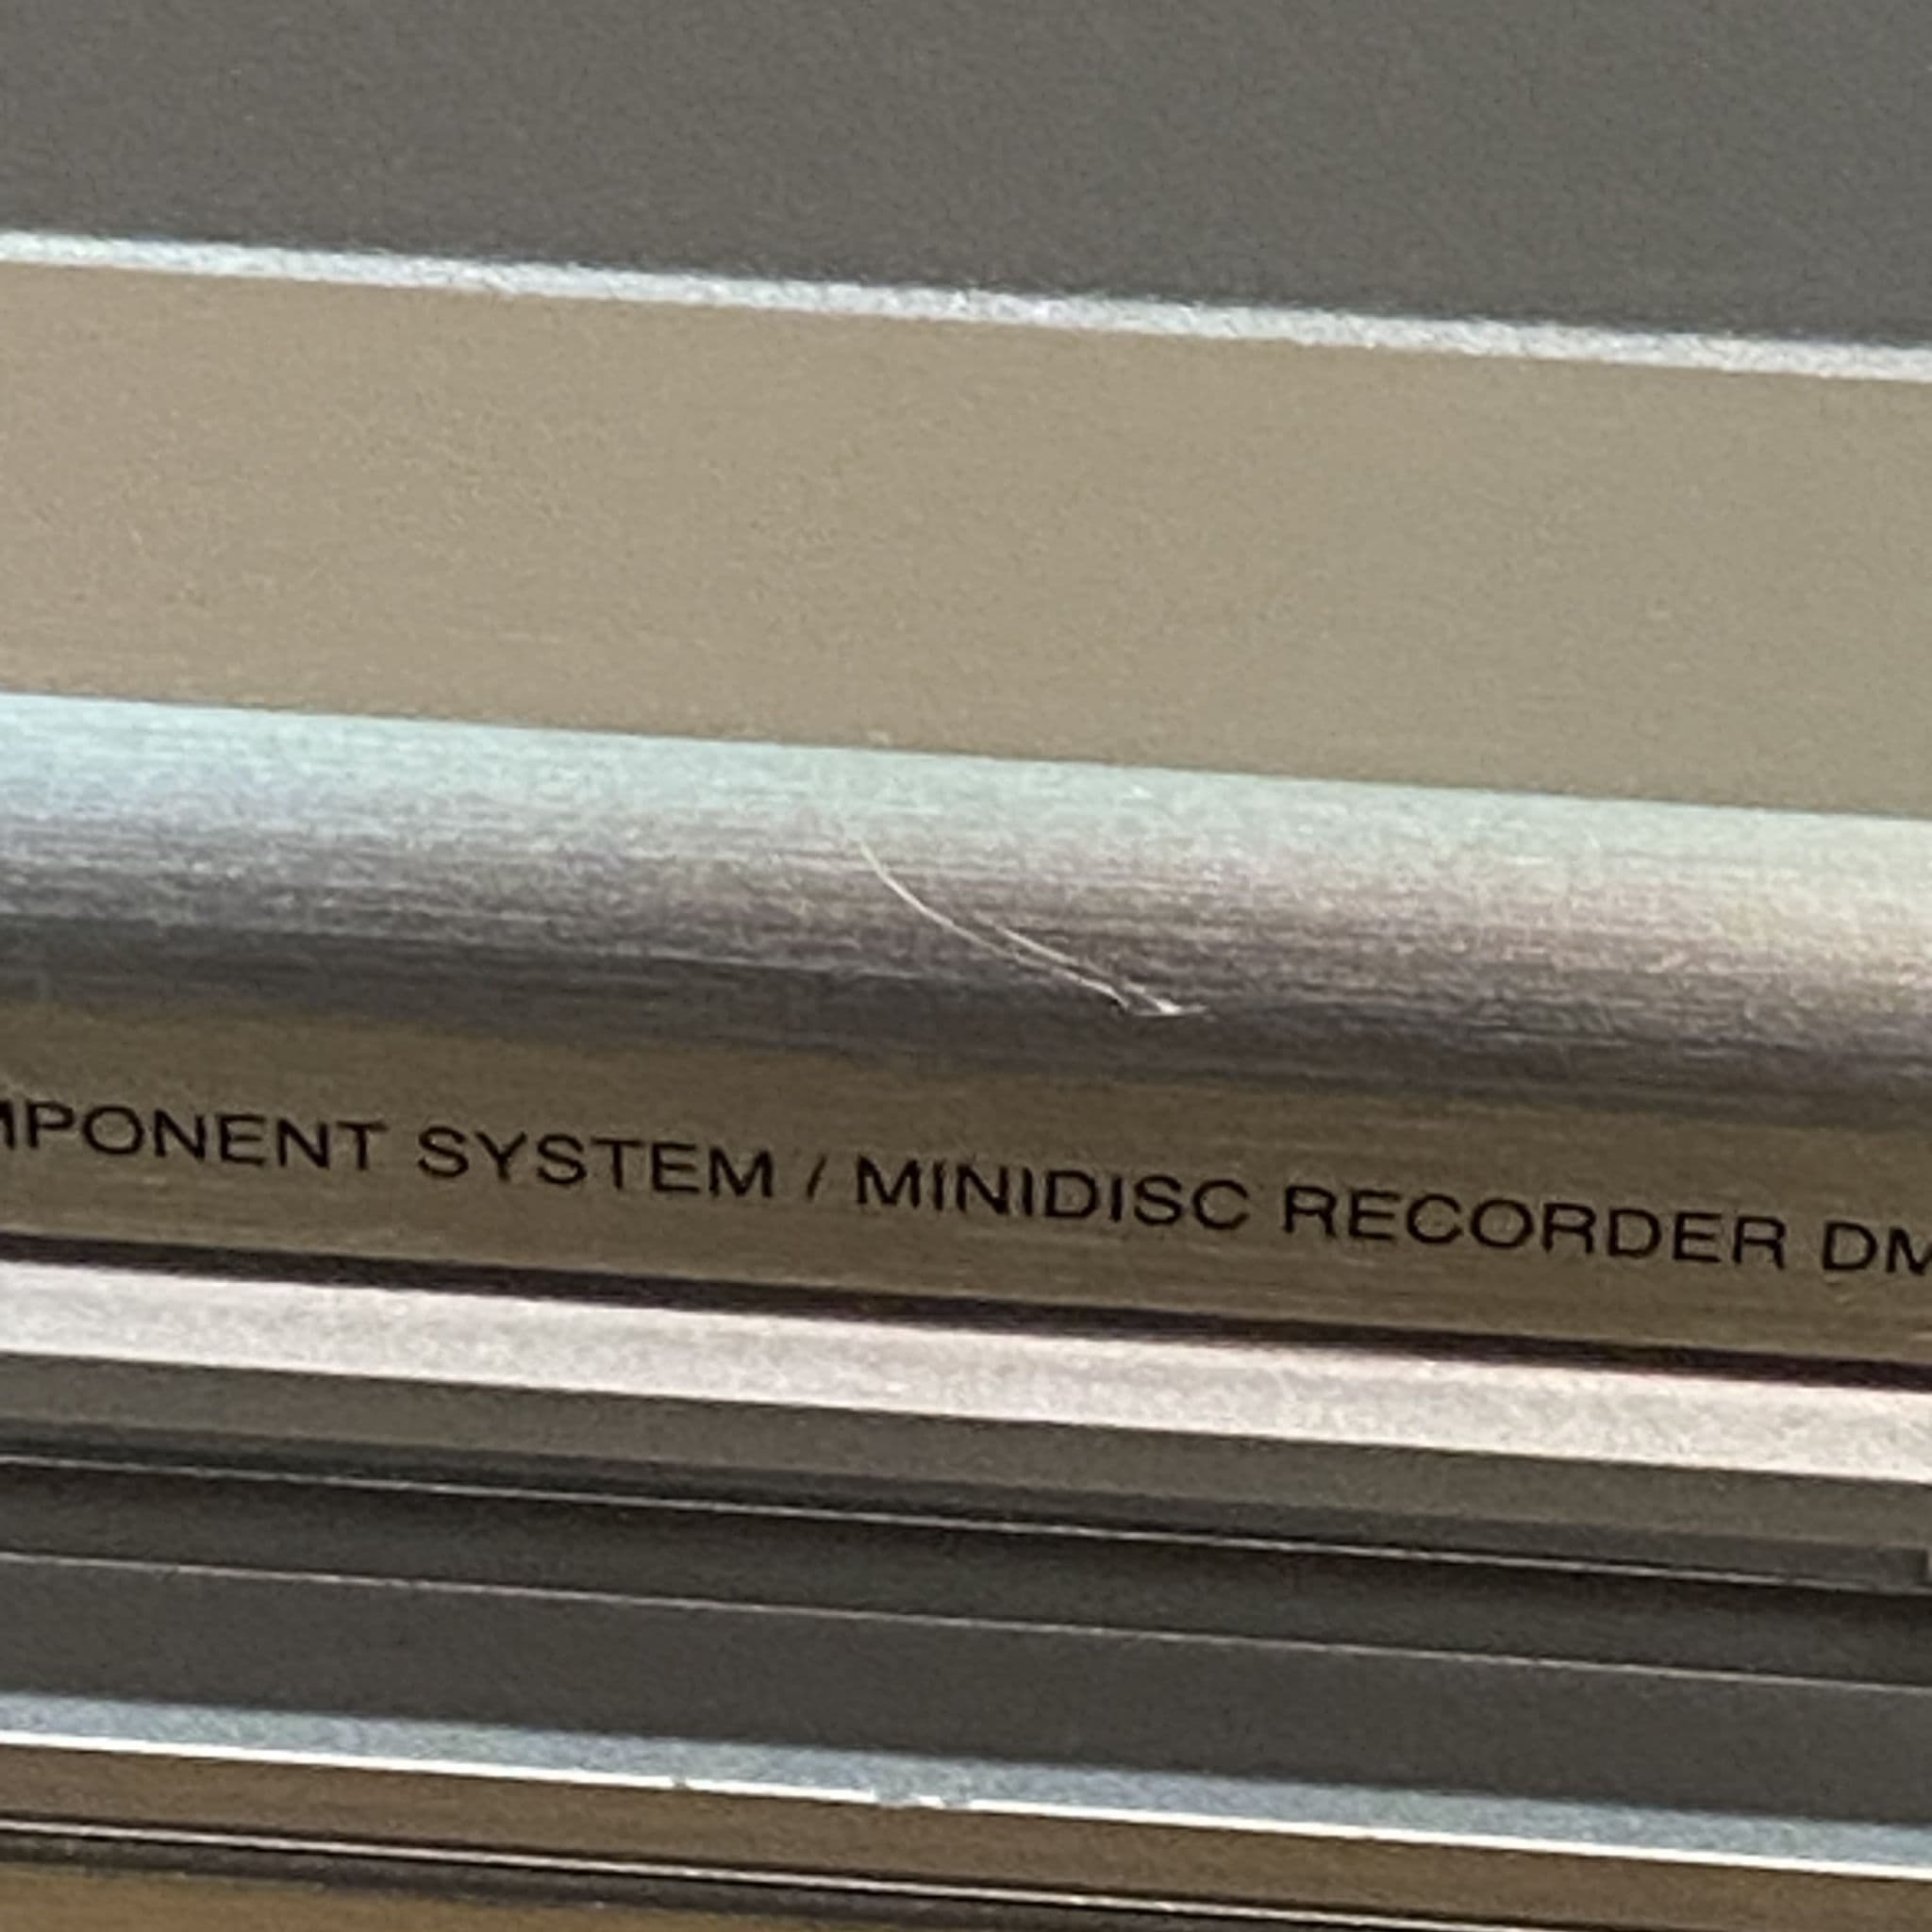 MPONENT SYSTEM / MINIDISC RECORDER DM